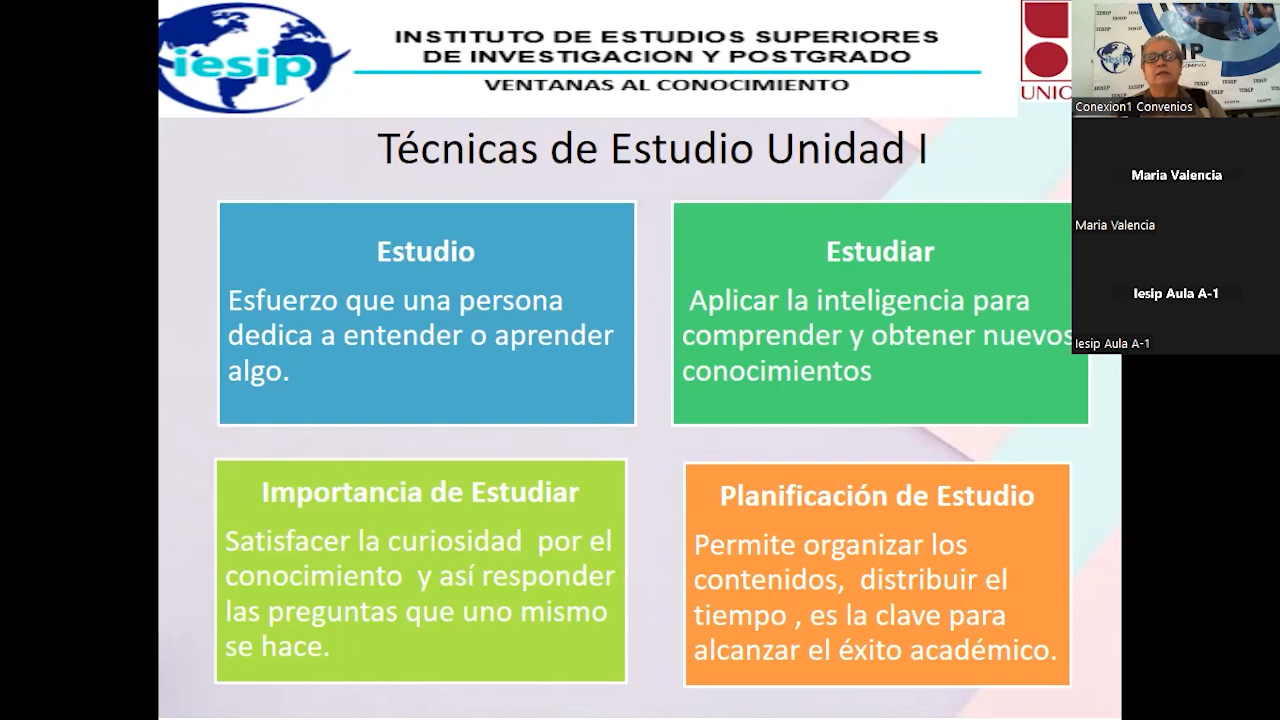 iesip
INSTITUTO DE ESTUDIOS SUPERIORES
DE INVESTIGACION Y POSTGRADO
VENTANAS AL CONOCIMIENTO
UNIC
Técnicas de Estudio Unidad I
Estudio
Esfuerzo que una persona
dedica a entender o aprender
algo.
Estudiar
Aplicar la inteligencia para
comprender y obtener nuevos
conocimientos
Importancia de Estudiar
Satisfacer la curiosidad por el
conocimiento y así responder
las preguntas que uno mismo
se hace.
Planificación de Estudio
Permite organizar los
contenidos, distribuir el
tiempo , es la clave para
alcanzar el éxito académico.
Conexion1 Convenios
Maria Valencia
Maria Valencia
Iesip Aula A-1
Iesip Aula A-1